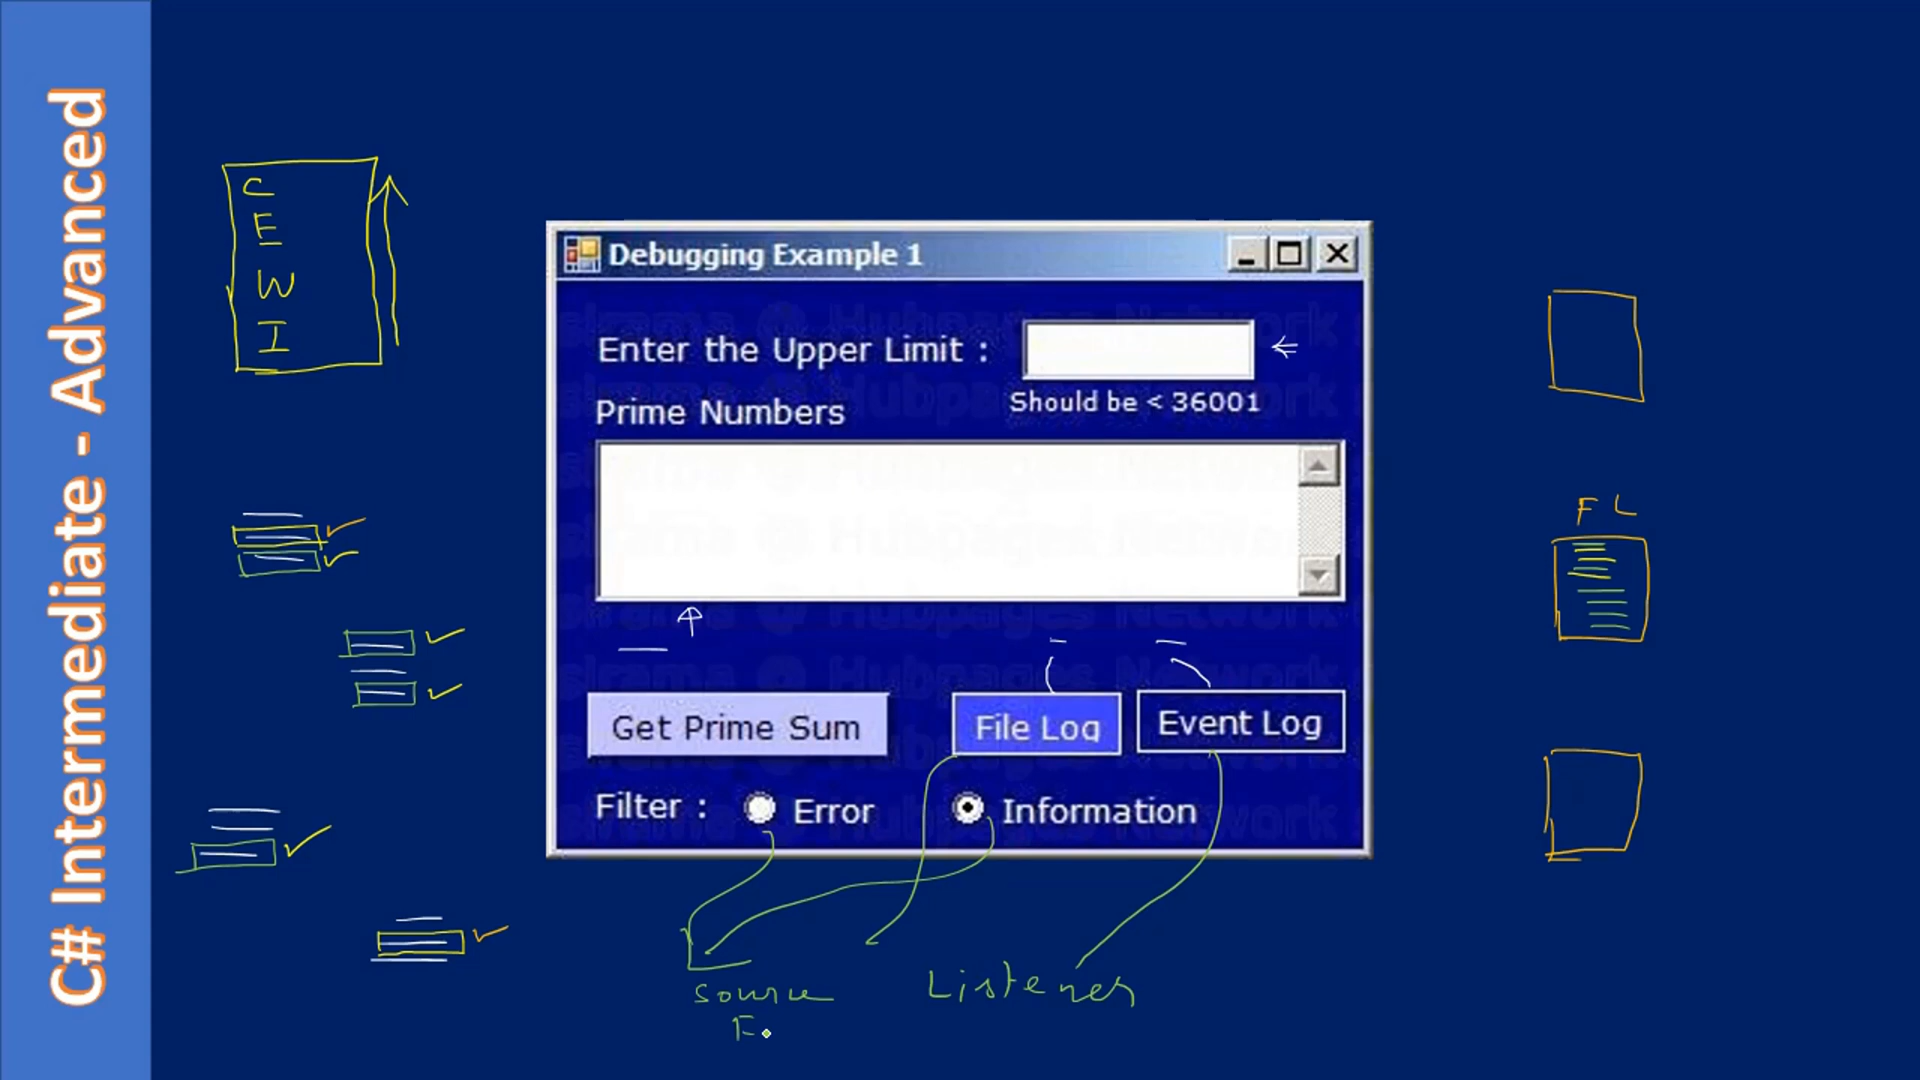 C# Intermediate - Advanced
C
E
W
I
Debugging Example 1
Enter the Upper Limit :
Should be < 36001
Prime Numbers
F L
Get Prime Sum
File Log
Event Log
Filter :
Error
Information
Source
F
Listener